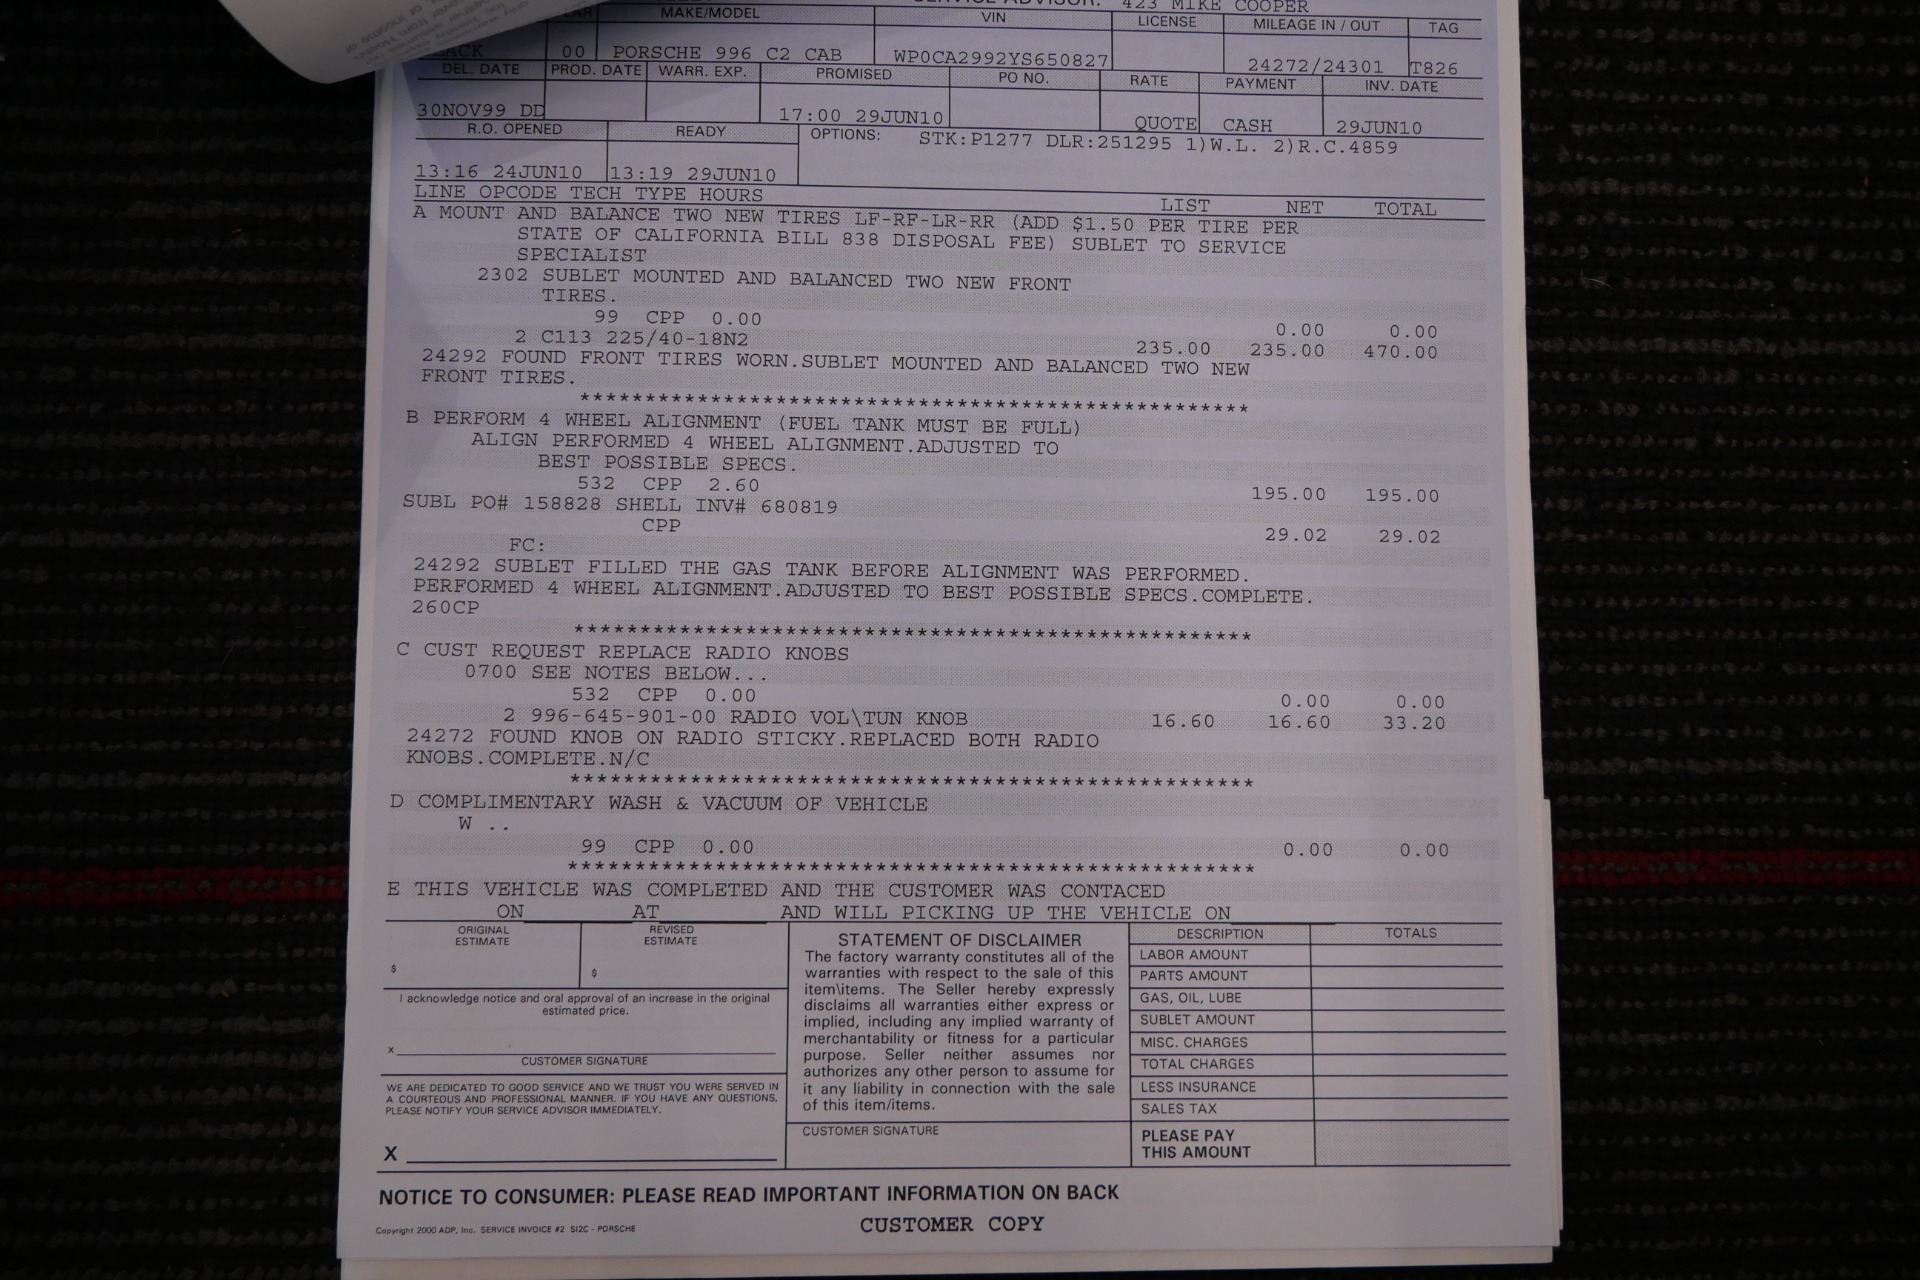 SERVICE ADVISOR: 423 MIKE COOPER
MAKE/MODEL VIN LICENSE MILEAGE IN / OUT TAG
00 PORSCHE 996 C2 CAB WP0CA2992YS650827 24272/24301 T826
DEL. DATE PROD. DATE WARR. EXP. PROMISED PO NO. RATE PAYMENT INV. DATE
30NOV99 DD 17:00 29JUN10 QUOTE CASH 29JUN10
R.O. OPENED READY OPTIONS: STK:P1277 DLR:251295 1)W.L. 2)R.C.4859
13:16 24JUN10 13:19 29JUN10
LINE OPCODE TECH TYPE HOURS LIST NET TOTAL
A MOUNT AND BALANCE TWO NEW TIRES LF-RF-LR-RR (ADD $1.50 PER TIRE PER
STATE OF CALIFORNIA BILL 838 DISPOSAL FEE) SUBLET TO SERVICE
SPECIALIST
2302 SUBLET MOUNTED AND BALANCED TWO NEW FRONT
TIRES.
99 CPP 0.00 0.00 0.00
2 C113 225/40-18N2 235.00 235.00 470.00
24292 FOUND FRONT TIRES WORN.SUBLET MOUNTED AND BALANCED TWO NEW
FRONT TIRES.
****************************************************
B PERFORM 4 WHEEL ALIGNMENT (FUEL TANK MUST BE FULL)
ALIGN PERFORMED 4 WHEEL ALIGNMENT.ADJUSTED TO
BEST POSSIBLE SPECS.
532 CPP 2.60 195.00 195.00
SUBL PO# 158828 SHELL INV# 680819
CPP 29.02 29.02
FC:
24292 SUBLET FILLED THE GAS TANK BEFORE ALIGNMENT WAS PERFORMED.
PERFORMED 4 WHEEL ALIGNMENT.ADJUSTED TO BEST POSSIBLE SPECS.COMPLETE.
260CP
****************************************************
C CUST REQUEST REPLACE RADIO KNOBS
0700 SEE NOTES BELOW...
532 CPP 0.00 0.00 0.00
2 996-645-901-00 RADIO VOL\TUN KNOB 16.60 16.60 33.20
24272 FOUND KNOB ON RADIO STICKY.REPLACED BOTH RADIO
KNOBS.COMPLETE.N/C
****************************************************
D COMPLIMENTARY WASH & VACUUM OF VEHICLE
W ..
99 CPP 0.00 0.00 0.00
****************************************************
E THIS VEHICLE WAS COMPLETED AND THE CUSTOMER WAS CONTACED
ON AT AND WILL PICKING UP THE VEHICLE ON
ORIGINAL ESTIMATE
$
REVISED ESTIMATE
$
I acknowledge notice and oral approval of an increase in the original
estimated price.
x
CUSTOMER SIGNATURE
WE ARE DEDICATED TO GOOD SERVICE AND WE TRUST YOU WERE SERVED IN
A COURTEOUS AND PROFESSIONAL MANNER. IF YOU HAVE ANY QUESTIONS,
PLEASE NOTIFY YOUR SERVICE ADVISOR IMMEDIATELY.
X
STATEMENT OF DISCLAIMER
The factory warranty constitutes all of the
warranties with respect to the sale of this
item\items. The Seller hereby expressly
disclaims all warranties either express or
implied, including any implied warranty of
merchantability or fitness for a particular
purpose. Seller neither assumes nor
authorizes any other person to assume for
it any liability in connection with the sale
of this item/items.
CUSTOMER SIGNATURE
DESCRIPTION TOTALS
LABOR AMOUNT
PARTS AMOUNT
GAS, OIL, LUBE
SUBLET AMOUNT
MISC. CHARGES
TOTAL CHARGES
LESS INSURANCE
SALES TAX
PLEASE PAY
THIS AMOUNT
NOTICE TO CONSUMER: PLEASE READ IMPORTANT INFORMATION ON BACK
Copyright 2000 ADP, Inc. SERVICE INVOICE #2 SI2C - PORSCHE
CUSTOMER COPY